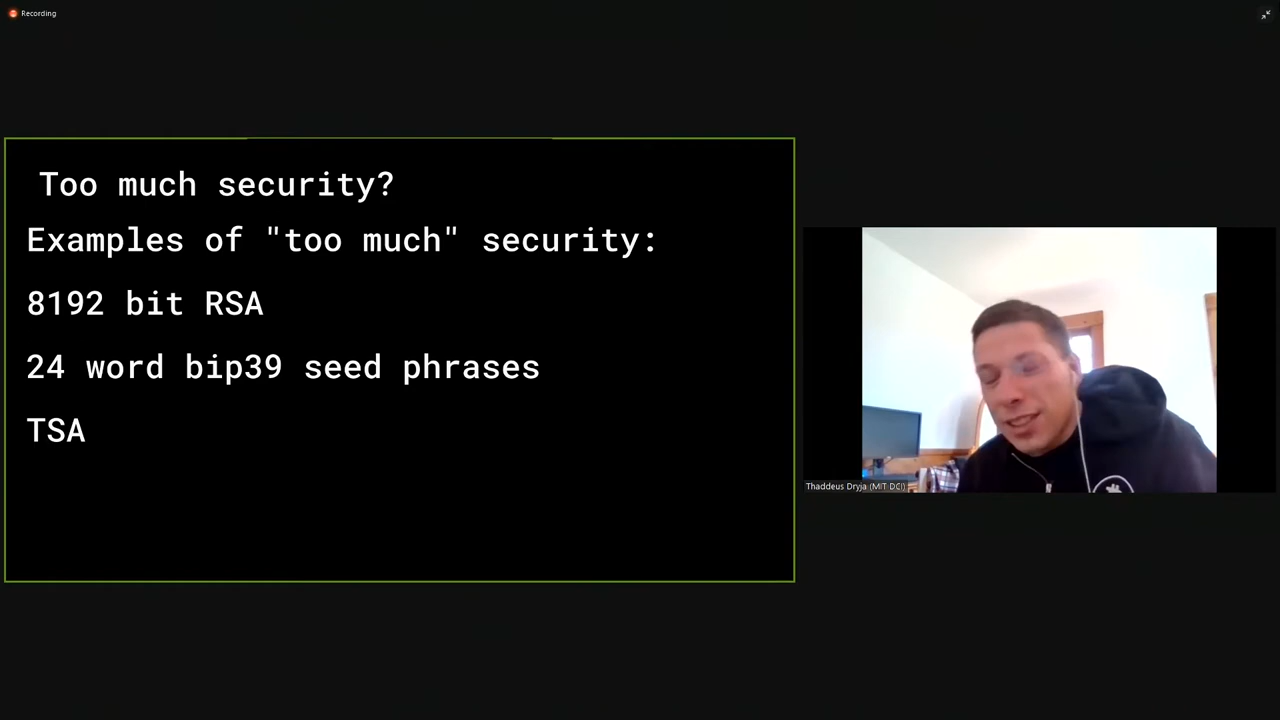 Recording
Too much security?
Examples of "too much" security:
8192 bit RSA
24 word bip39 seed phrases
TSA
Thaddeus Dryja (MIT DCI)